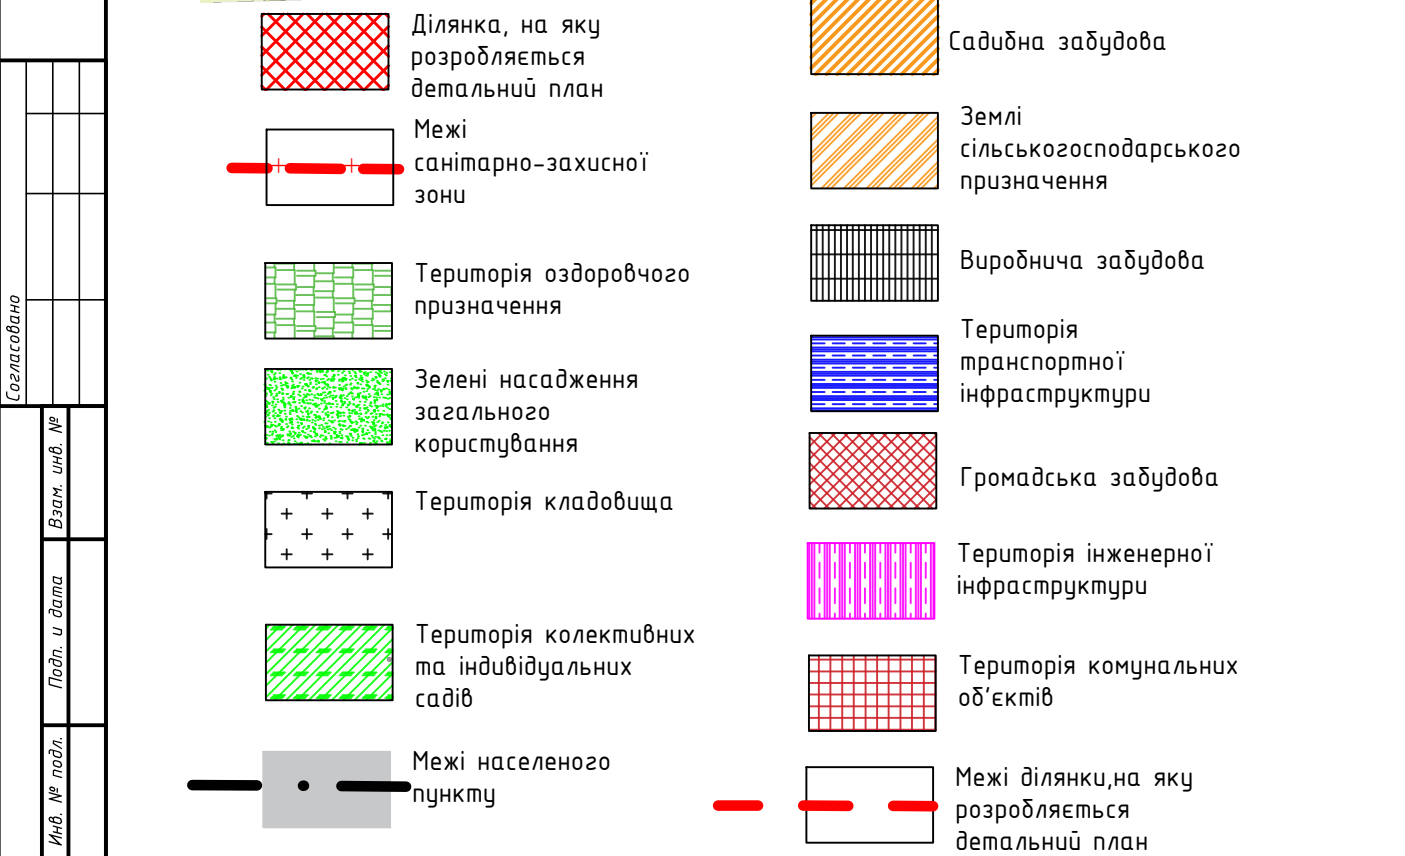 Ділянка, на яку
розробляється
детальний план
Межі
санітарно-захисної
зони
Територія оздоровчого
призначення
Зелені насадження
загального
користування
Територія кладовища
Територія колективних
та індивідуальних
садів
Межі населеного
пункту
Садибна забудова
Землі
сільськогосподарського
призначення
Виробнича забудова
Територія
транспортної
інфраструктури
Громадська забудова
Територія інженерної
інфраструктури
Територія комунальних
об'єктів
Межі ділянки,на яку
розробляється
детальний план
Согласовано
Взам. инв. №
Подп. и дата
Инв. № подл.